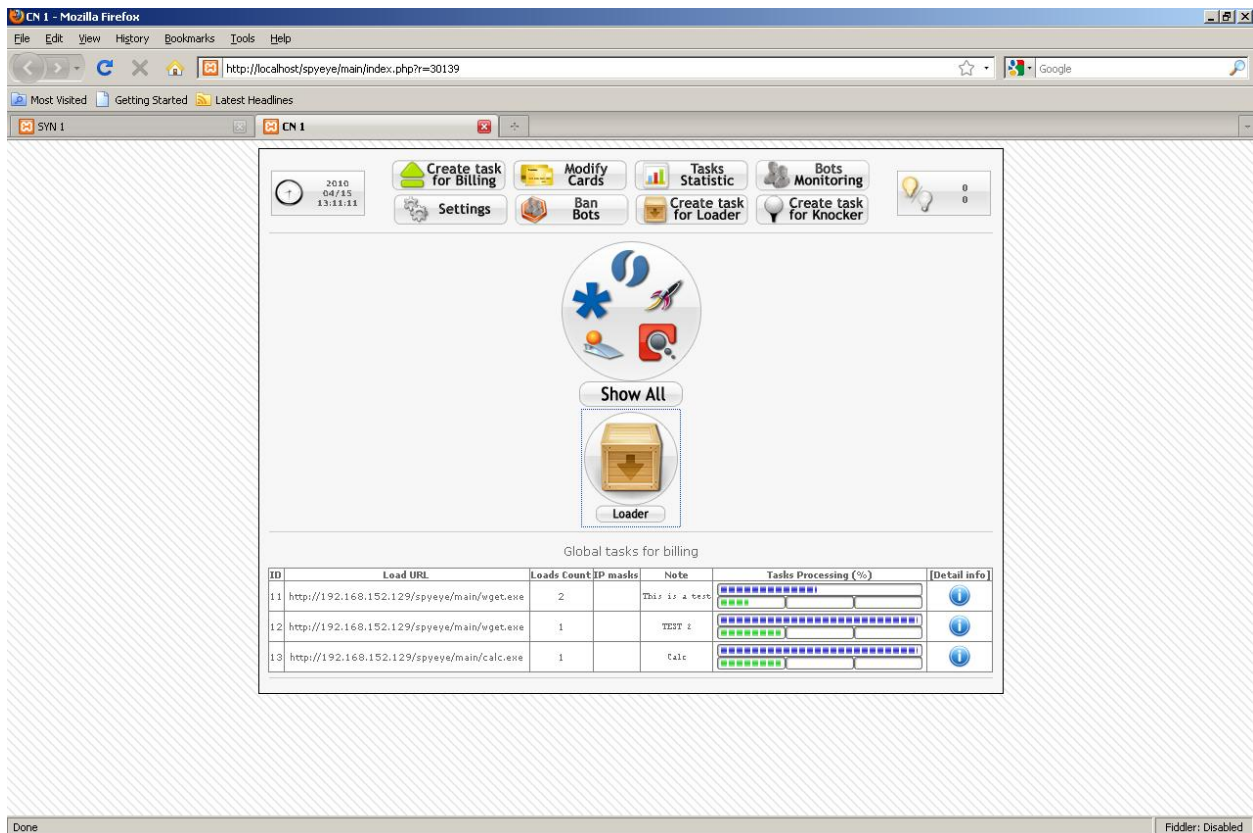 CN 1 - Mozilla Firefox
File Edit View History Bookmarks Tools Help
http://localhost/spyeye/main/index.php?r=30139
Google
Most Visited Getting Started Latest Headlines
SYN 1 CN 1
2010
04/15
13:11:11
Create task for Billing
Modify Cards
Tasks Statistic
Bots Monitoring
0
0
Settings
Ban Bots
Create task for Loader
Create task for Knocker
Show All
Loader
Global tasks for billing
ID Load URL Loads Count IP masks Note Tasks Processing (%) [Detail info]
11 http://192.168.152.129/spyeye/main/wget.exe 2 This is a test
12 http://192.168.152.129/spyeye/main/wget.exe 1 TEST 2
13 http://192.168.152.129/spyeye/main/calc.exe 1 Calc
Done Fiddler: Disabled